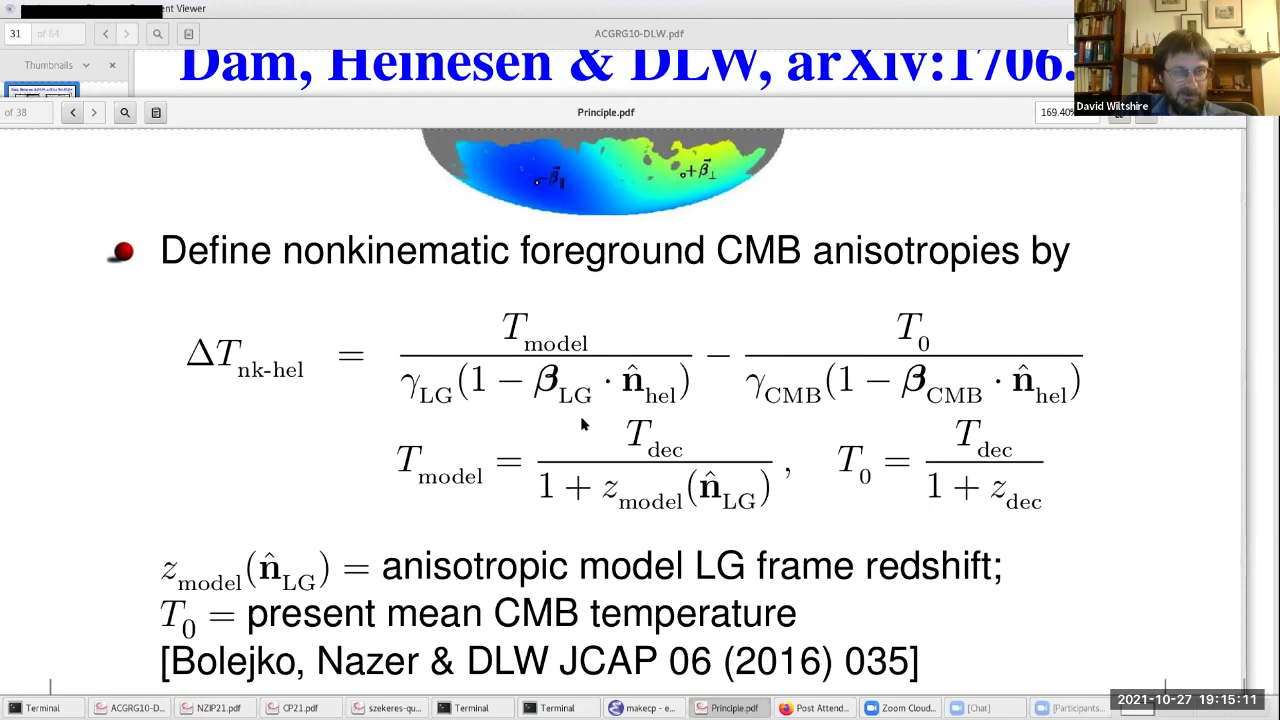 ent Viewer
31 of 64
ACGRG10-DLW.pdf
Thumbnails
Dam, Heinesen & DLW, arXiv:1706.
of 38
Principle.pdf
169.40%
David Wiltshire
−β⃗∥
+β⃗⊥
Define nonkinematic foreground CMB anisotropies by
ΔT_nk-hel = T_model / γ_LG(1 − β_LG · n̂_hel) − T_0 / γ_CMB(1 − β_CMB · n̂_hel)
T_model = T_dec / 1 + z_model(n̂_LG) , T_0 = T_dec / 1 + z_dec
z_model(n̂_LG) = anisotropic model LG frame redshift;
T_0 = present mean CMB temperature
[Bolejko, Nazer & DLW JCAP 06 (2016) 035]
2021-10-27 19:15:11
Terminal ACGRG10-D... NZIP21.pdf CP21.pdf szekeres-qu... Terminal Terminal makecp – em... Principle.pdf Post Attend... Zoom Cloud... [Chat] [Participants...